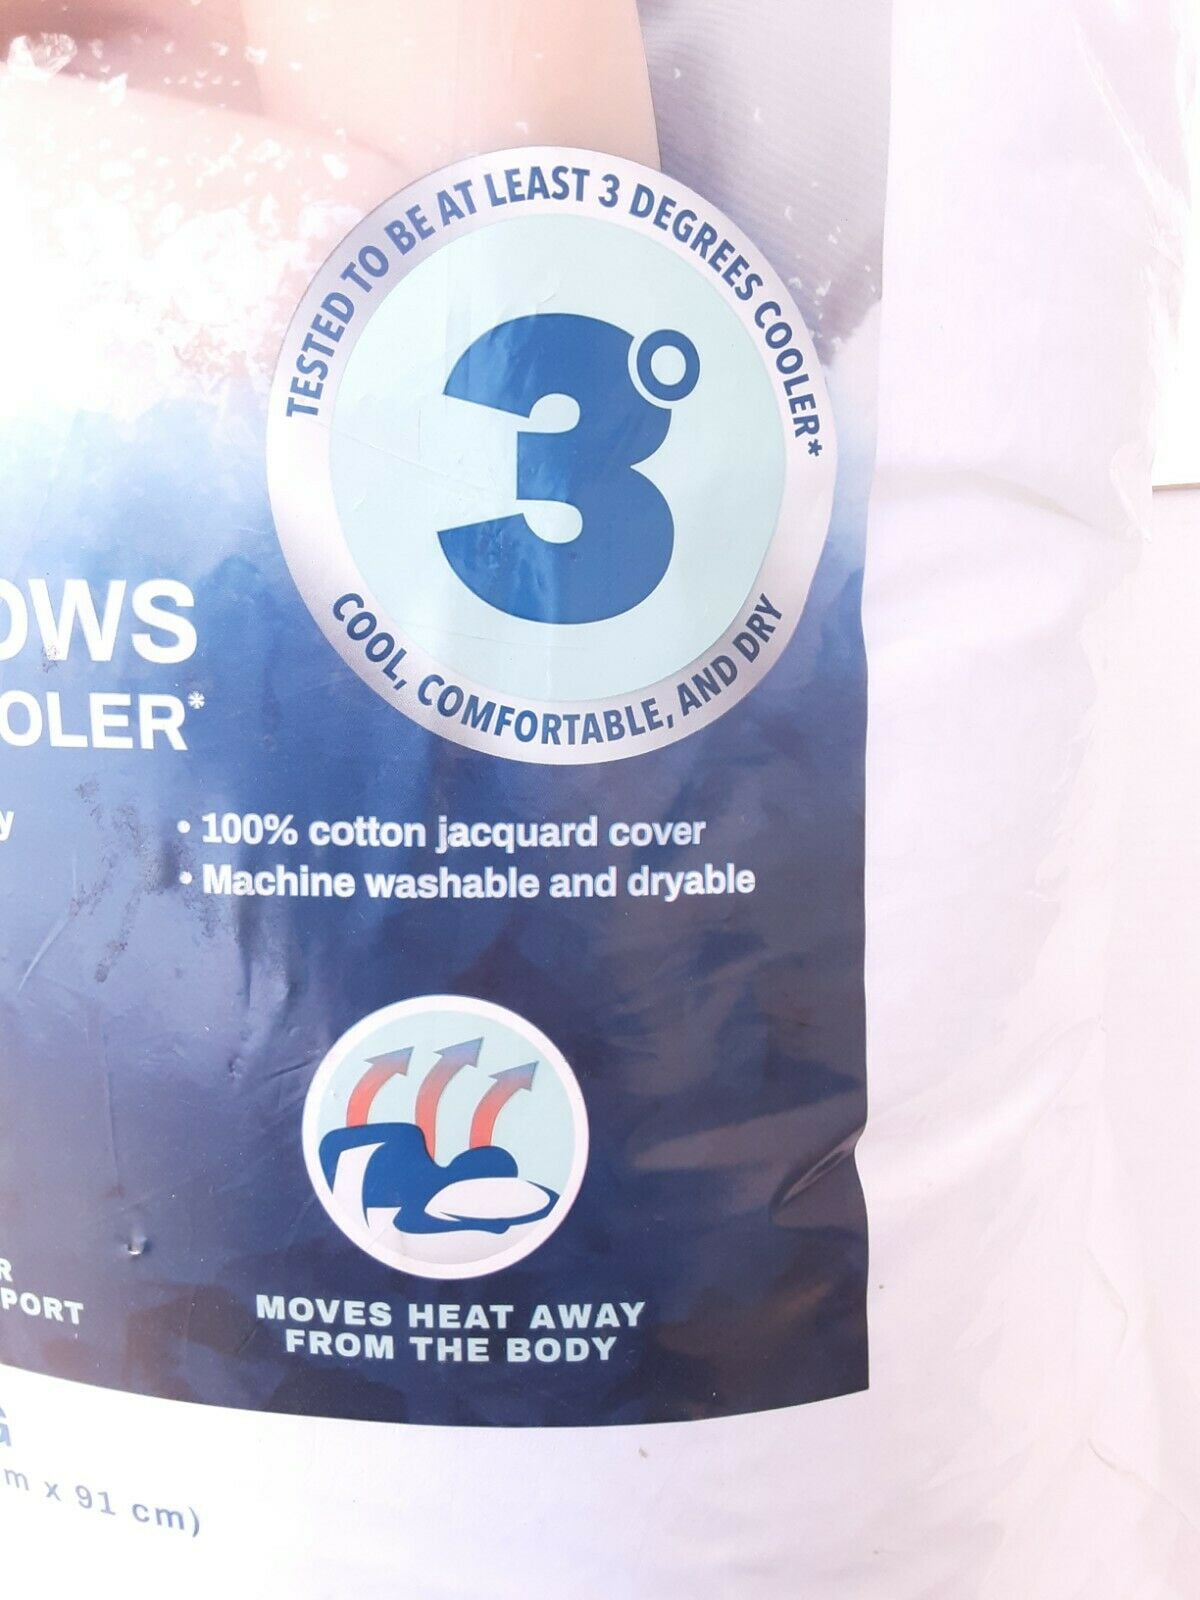 TESTED TO BE AT LEAST 3 DEGREES COOLER*
3°
COOL, COMFORTABLE, AND DRY
OWS
OLER*
y
• 100% cotton jacquard cover
• Machine washable and dryable
R
PORT
MOVES HEAT AWAY
FROM THE BODY
G
m x 91 cm)